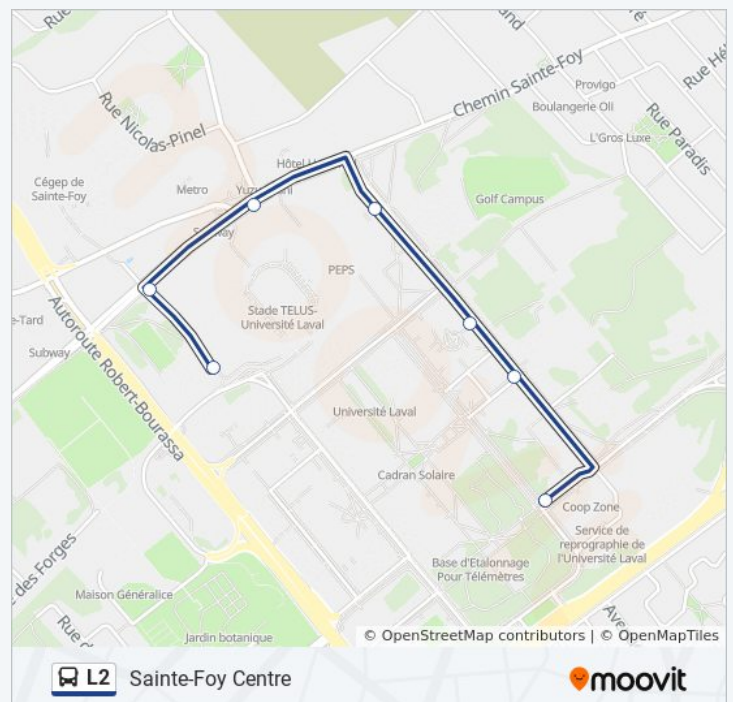 Rue
Chemin Sainte-Foy
Provigo
Boulangerie Oli
Rue Hé
Rue Paradis
L'Gros Luxe
Rue Nicolas-Pinel
Cégep de
Sainte-Foy
Metro
Golf Campus
PEPS
Stade TELUS-
Université Laval
e-Tard
Subway
Autoroute Robert-Bourassa
Université Laval
Cadran Solaire
Coop Zone
Service de
reprographie de
l'Université Laval
Base d'Etalonnage
Pour Télémètres
des Forges
Maison Généralice
Rue d
Jardin botanique
Ave
© OpenStreetMap contributors | © OpenMapTiles
L2 Sainte-Foy Centre
moovit